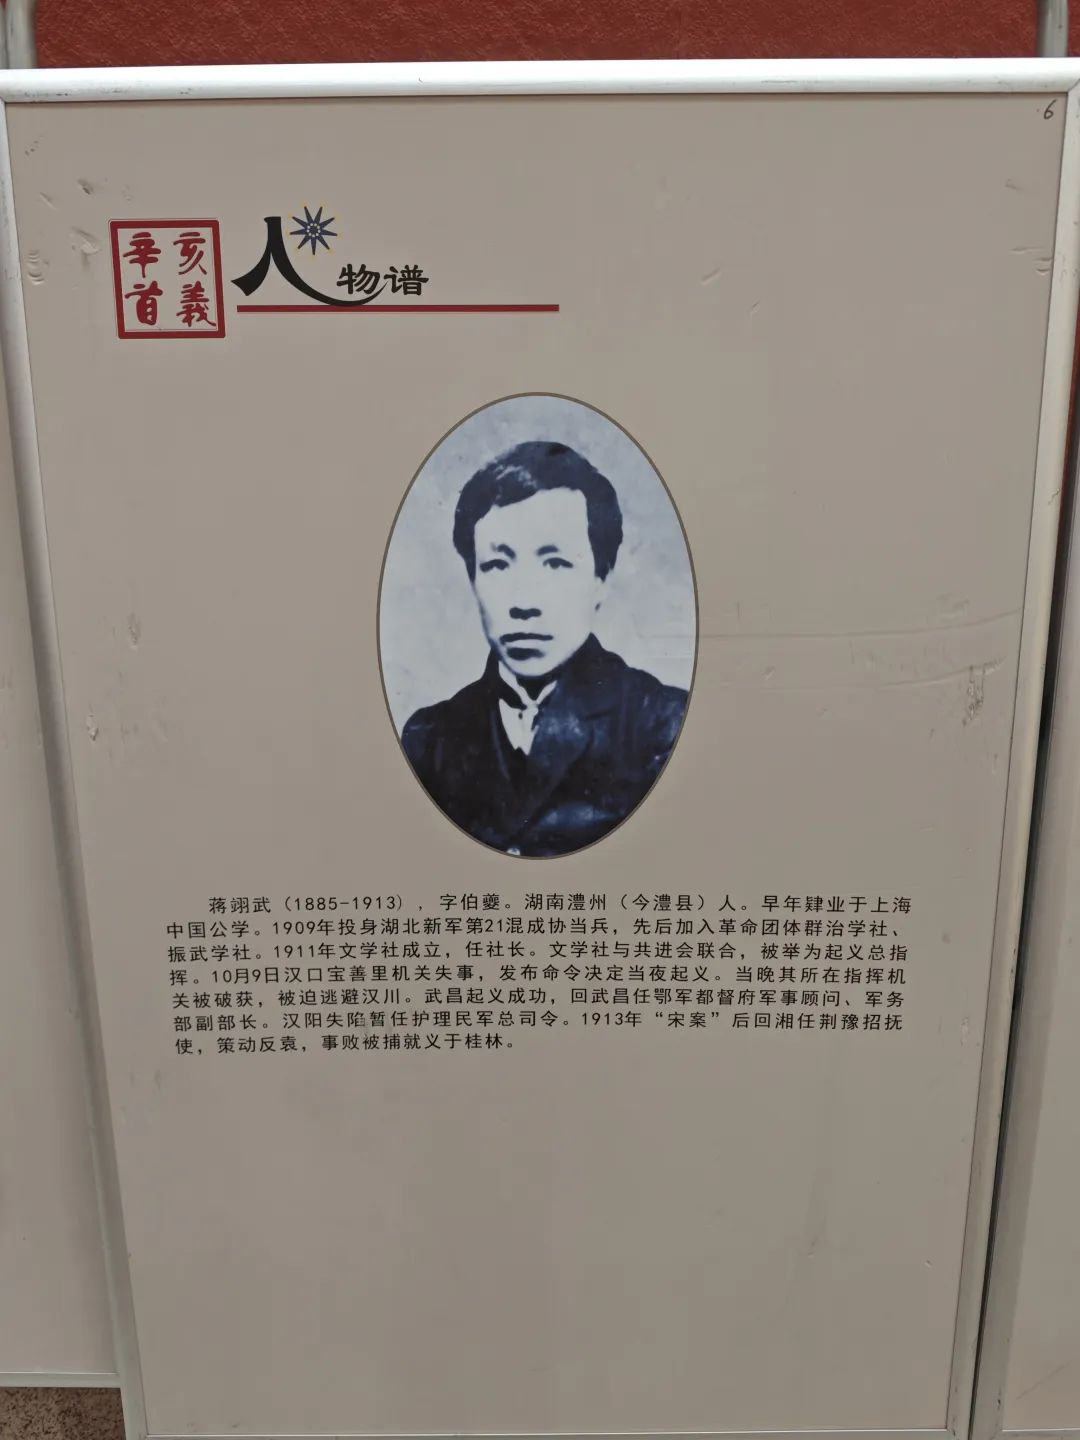 6
辛亥
首義
人物谱
蒋翊武（1885-1913），字伯夔。湖南澧州（今澧县）人。早年肄业于上海
中国公学。1909年投身湖北新军第21混成协当兵，先后加入革命团体群治学社、
振武学社。1911年文学社成立，任社长。文学社与共进会联合，被举为起义总指
挥。10月9日汉口宝善里机关失事，发布命令决定当夜起义。当晚其所在指挥机
关被破获，被迫逃避汉川。武昌起义成功，回武昌任鄂军都督府军事顾问、军务
部副部长。汉阳失陷暂任护理民军总司令。1913年“宋案”后回湘任荆豫招抚
使，策动反袁，事败被捕就义于桂林。